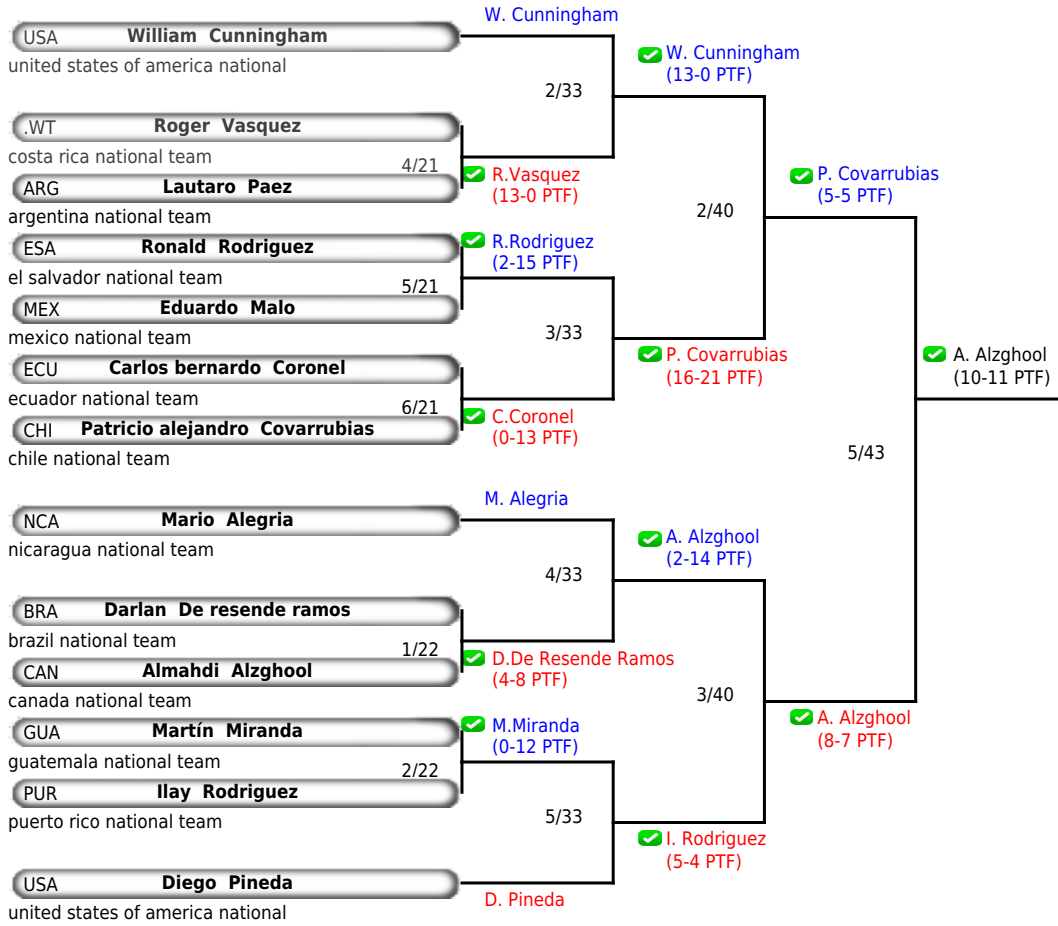 W. Cunningham
USA William Cunningham
united states of america national
W. Cunningham
(13-0 PTF)
2/33
.WT Roger Vasquez
costa rica national team
4/21
R.Vasquez
(13-0 PTF)
ARG Lautaro Paez
argentina national team
P. Covarrubias
(5-5 PTF)
2/40
ESA Ronald Rodriguez
el salvador national team
R.Rodriguez
(2-15 PTF)
5/21
MEX Eduardo Malo
mexico national team
3/33
P. Covarrubias
(16-21 PTF)
ECU Carlos bernardo Coronel
ecuador national team
6/21
C.Coronel
(0-13 PTF)
CHI Patricio alejandro Covarrubias
chile national team
A. Alzghool
(10-11 PTF)
5/43
M. Alegria
NCA Mario Alegria
nicaragua national team
A. Alzghool
(2-14 PTF)
4/33
BRA Darlan De resende ramos
brazil national team
1/22
D.De Resende Ramos
(4-8 PTF)
CAN Almahdi Alzghool
canada national team
3/40
A. Alzghool
(8-7 PTF)
GUA Martín Miranda
guatemala national team
M.Miranda
(0-12 PTF)
2/22
PUR Ilay Rodriguez
puerto rico national team
5/33
I. Rodriguez
(5-4 PTF)
USA Diego Pineda
united states of america national
D. Pineda